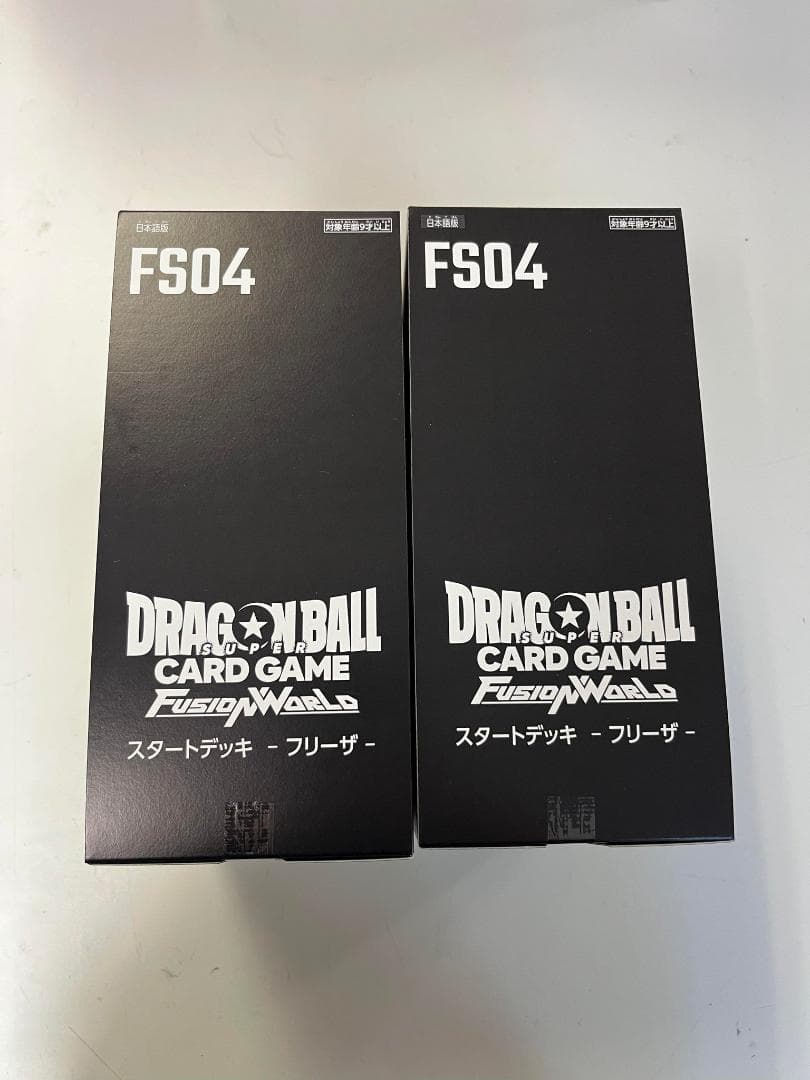 日本語版
対象年齢9才以上
FS04
DRAGON BALL
SUPER
CARD GAME
FUSION WORLD
スタートデッキ －フリーザ－
日本語版
対象年齢9才以上
FS04
DRAGON BALL
SUPER
CARD GAME
FUSION WORLD
スタートデッキ －フリーザ－